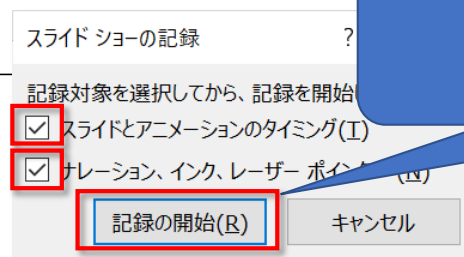 スライド ショーの記録 ?
記録対象を選択してから、記録を開始
スライドとアニメーションのタイミング(T)
ナレーション、インク、レーザー ポイン (N)
記録の開始(R) キャンセル